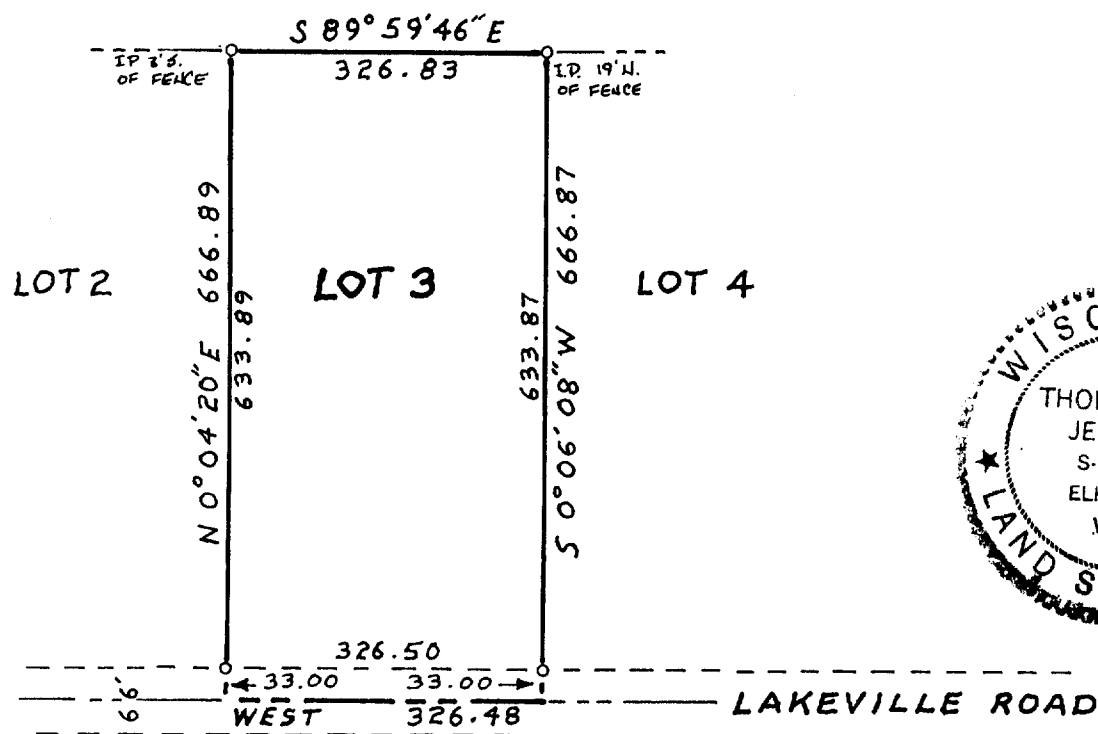 S 89° 59' 46" E
326.83
I.P. 3'S.
OF FENCE
I.P. 19'N.
OF FENCE
N 0° 04' 20" E 666.89
633.89
633.87
S 0° 06' 08" W 666.87
LOT 2
LOT 3
LOT 4
326.50
33.00
33.00
66'
WEST 326.48
LAKEVILLE ROAD
WISC
THO
JE
S-
EL
LAND S